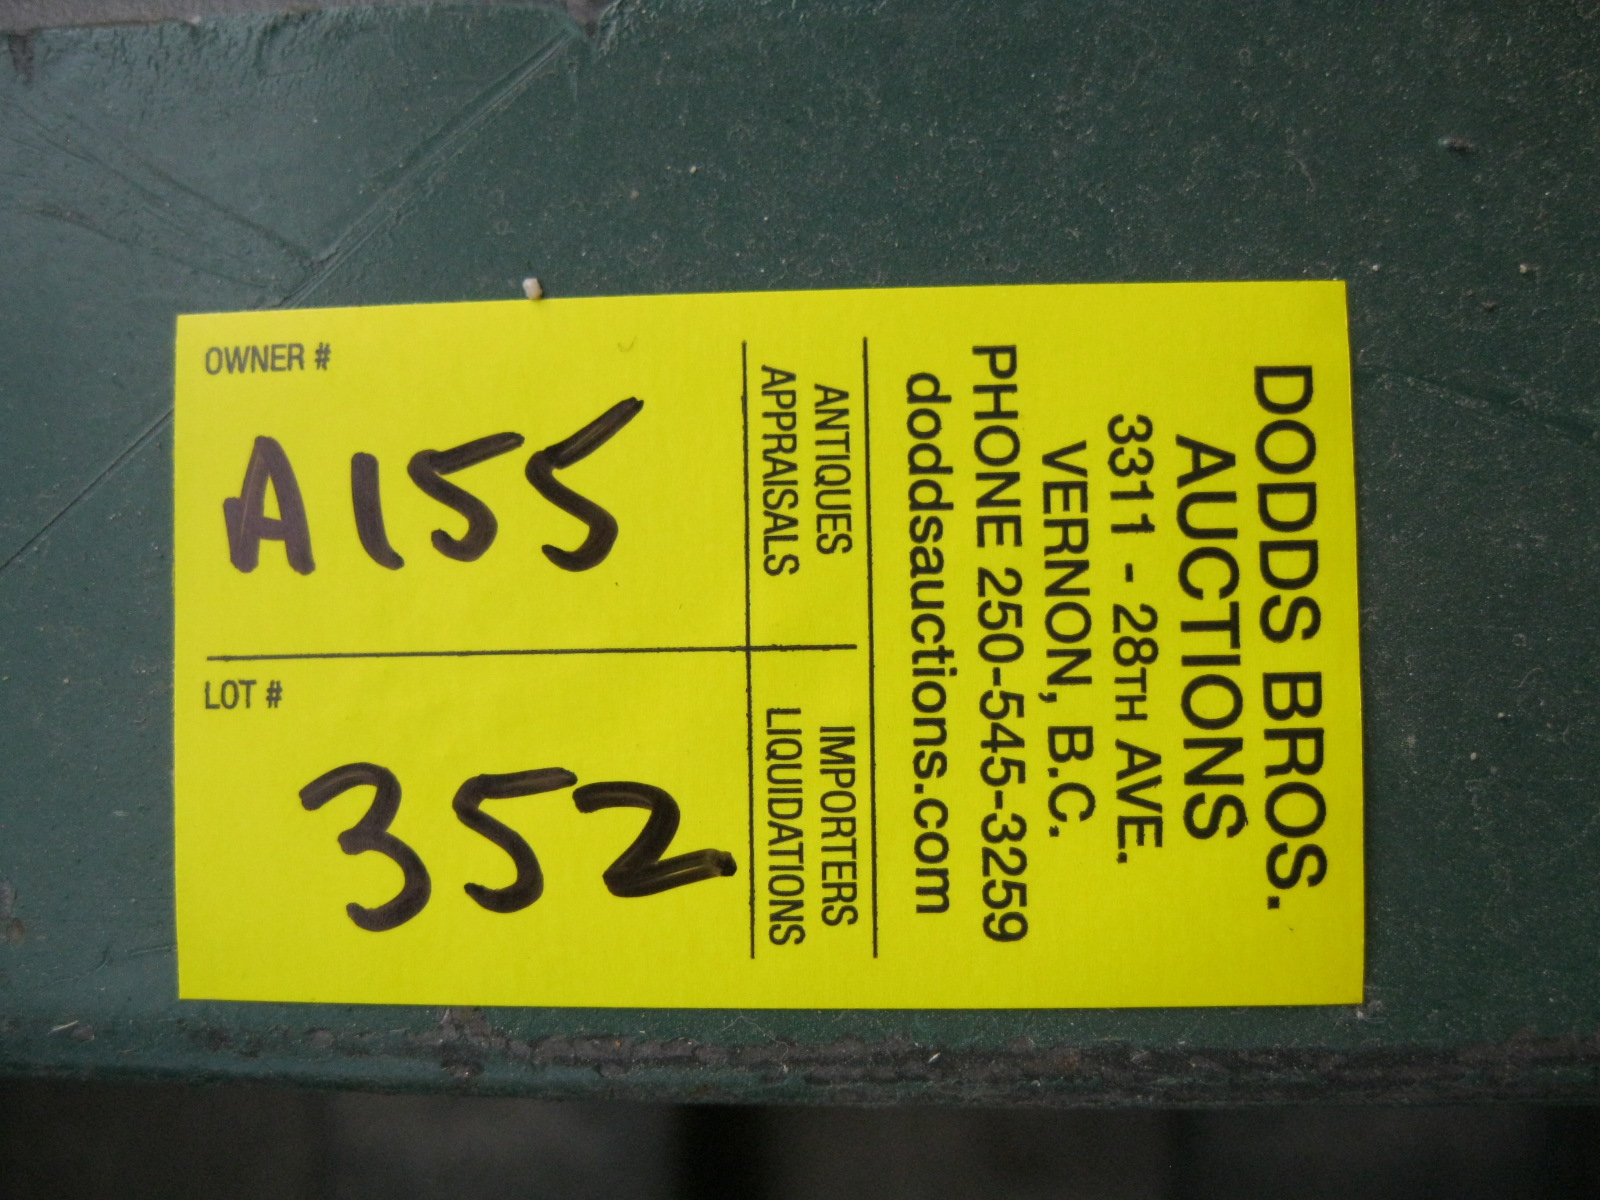 DODDS BROS.
AUCTIONS
3311 - 28TH AVE.
VERNON, B.C.
PHONE 250-545-3259
doddsauctions.com
ANTIQUES
APPRAISALS
IMPORTERS
LIQUIDATIONS
OWNER #
A155
LOT #
352